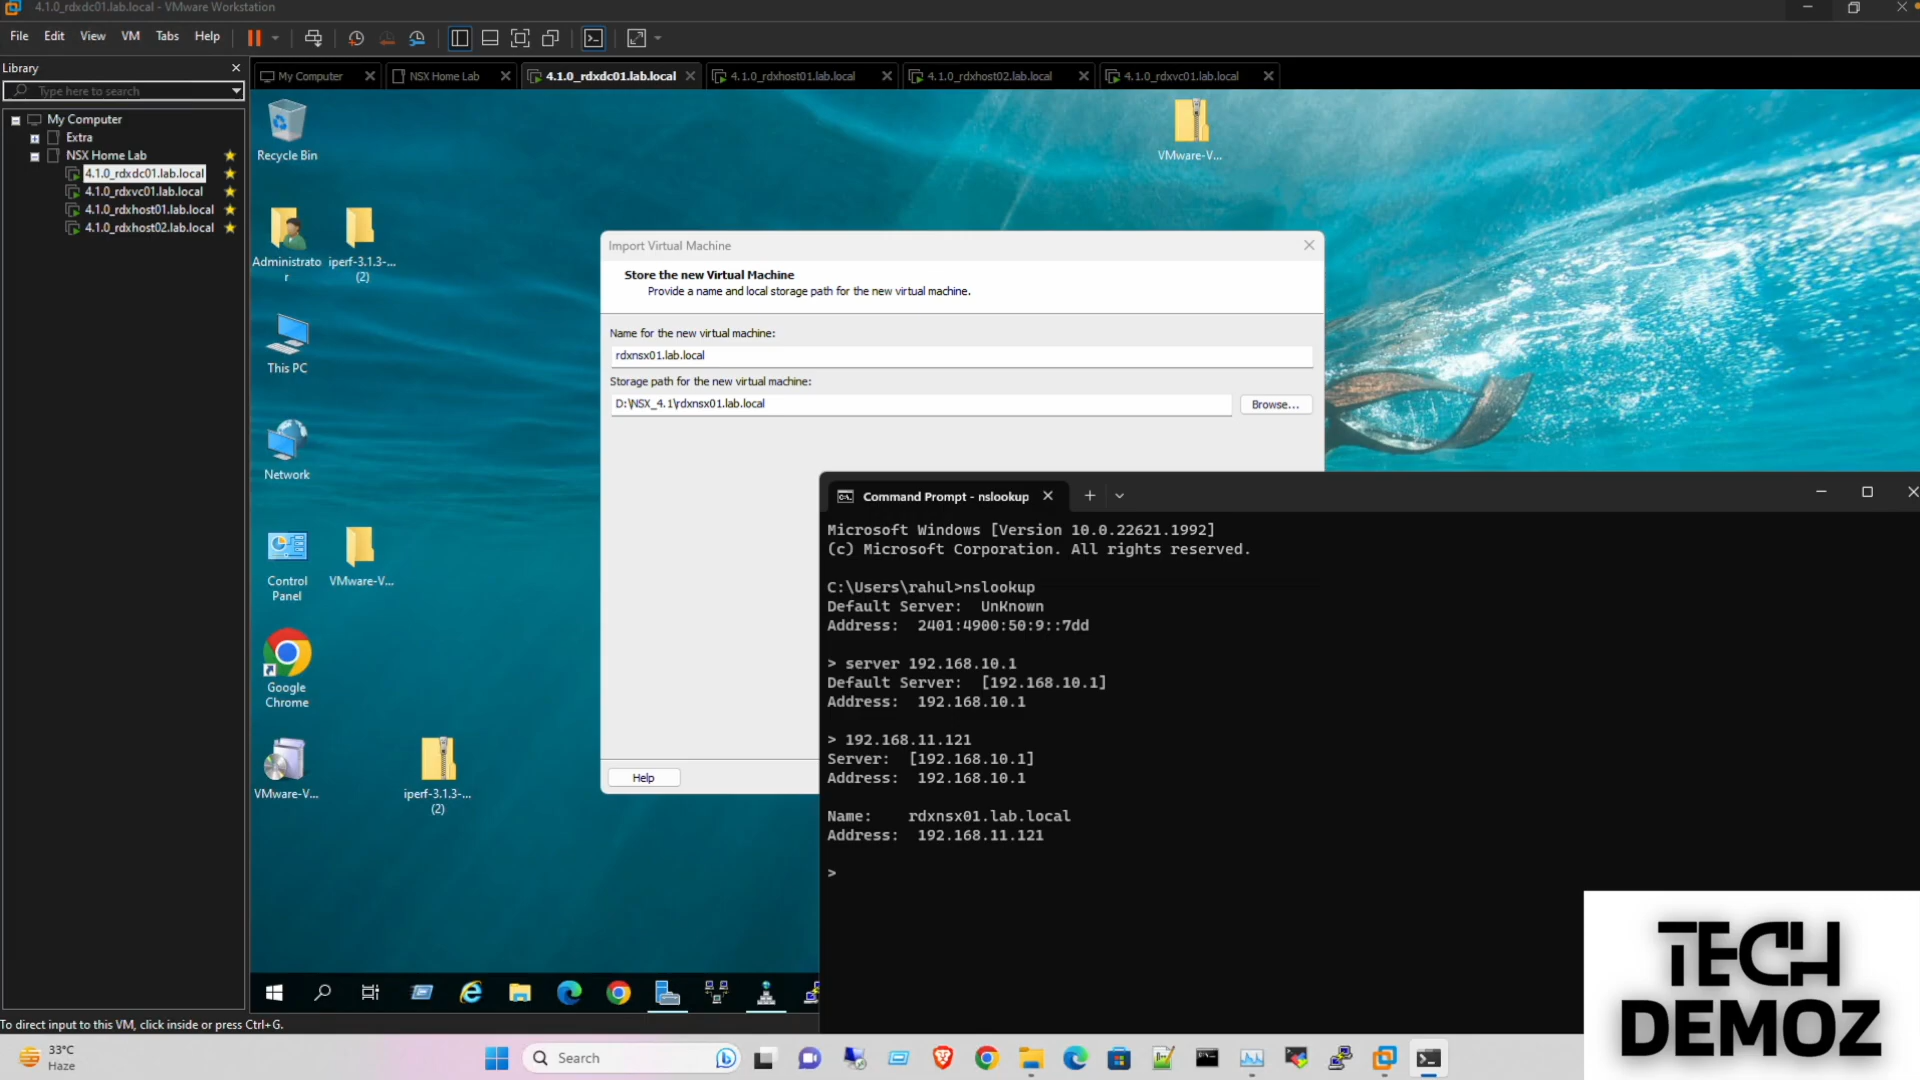 4.1.0_rdxdc01.lab.local - VMware Workstation
File Edit View VM Tabs Help
Library
Type here to search
My Computer
Extra
NSX Home Lab
4.1.0_rdxdc01.lab.local
4.1.0_rdxvc01.lab.local
4.1.0_rdxhost01.lab.local
4.1.0_rdxhost02.lab.local
My Computer
NSX Home Lab
4.1.0_rdxdc01.lab.local
4.1.0_rdxhost01.lab.local
4.1.0_rdxhost02.lab.local
4.1.0_rdxvc01.lab.local
Recycle Bin
VMware-V...
Administrato
r
iperf-3.1.3-...
(2)
This PC
Network
Control
Panel
VMware-V...
Google
Chrome
VMware-V...
iperf-3.1.3-...
(2)
Import Virtual Machine
Store the new Virtual Machine
Provide a name and local storage path for the new virtual machine.
Name for the new virtual machine:
rdxnsx01.lab.local
Storage path for the new virtual machine:
D:\NSX_4.1\rdxnsx01.lab.local
Browse...
Help
Command Prompt - nslookup
Microsoft Windows [Version 10.0.22621.1992]
(c) Microsoft Corporation. All rights reserved.
C:\Users\rahul>nslookup
Default Server:  UnKnown
Address:  2401:4900:50:9::7dd
> server 192.168.10.1
Default Server:  [192.168.10.1]
Address:  192.168.10.1
> 192.168.11.121
Server:  [192.168.10.1]
Address:  192.168.10.1
Name:    rdxnsx01.lab.local
Address:  192.168.11.121
>
To direct input to this VM, click inside or press Ctrl+G.
33°C
Haze
Search
TECH
DEMOZ